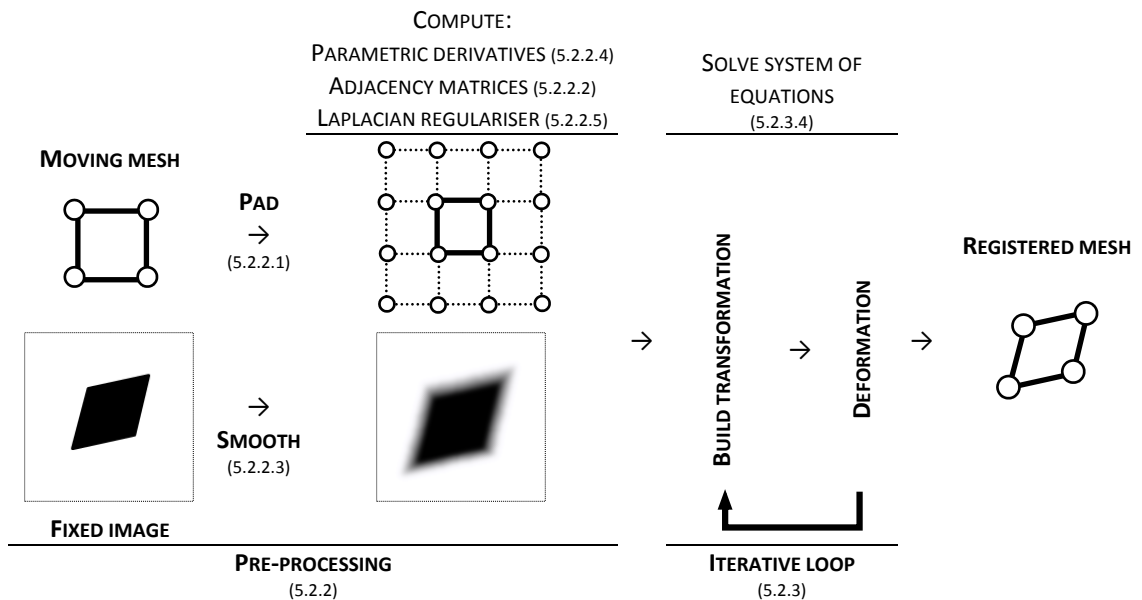 COMPUTE:
PARAMETRIC DERIVATIVES (5.2.2.4)
ADJACENCY MATRICES (5.2.2.2)
LAPLACIAN REGULARISER (5.2.2.5)
SOLVE SYSTEM OF
EQUATIONS
(5.2.3.4)
MOVING MESH
PAD
→
(5.2.2.1)
→
SMOOTH
(5.2.2.3)
FIXED IMAGE
→
BUILD TRANSFORMATION
→
DEFORMATION
→
REGISTERED MESH
PRE-PROCESSING
(5.2.2)
ITERATIVE LOOP
(5.2.3)